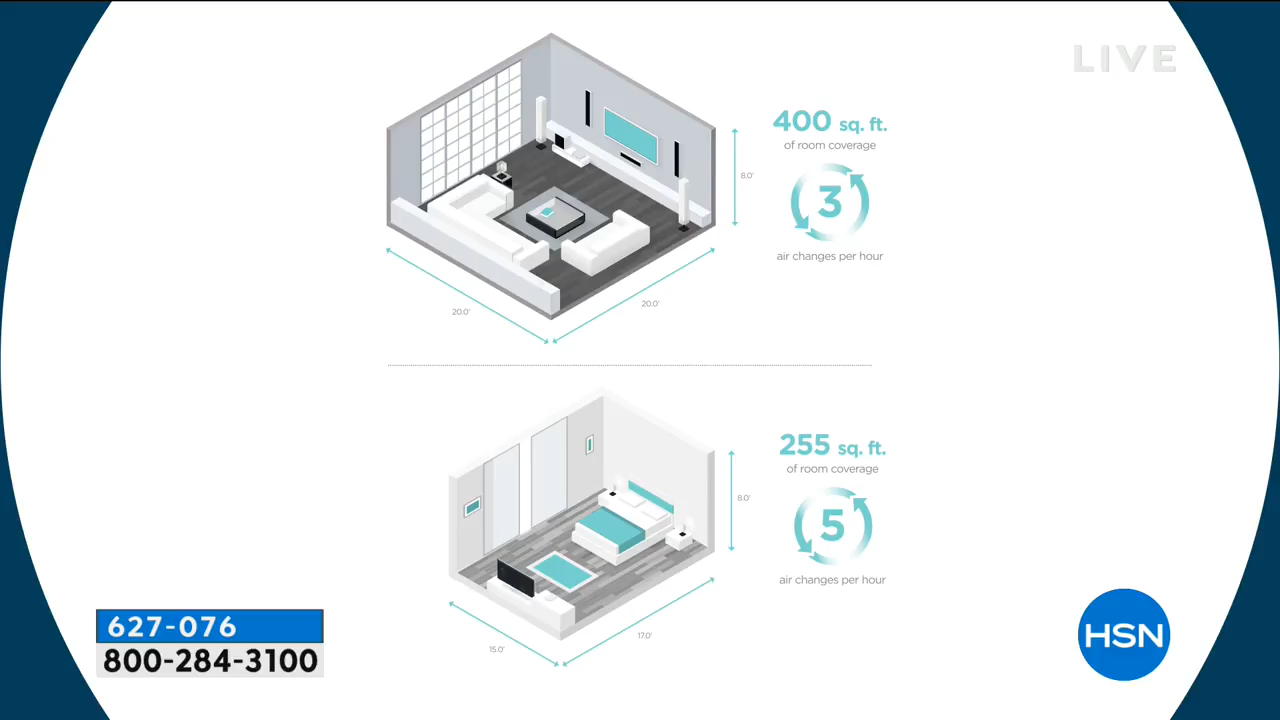 LIVE
400 sq. ft.
of room coverage
8.0'
3
air changes per hour
20.0'
20.0'
255 sq. ft.
of room coverage
8.0'
5
air changes per hour
15.0'
17.0'
627-076
800-284-3100
HSN